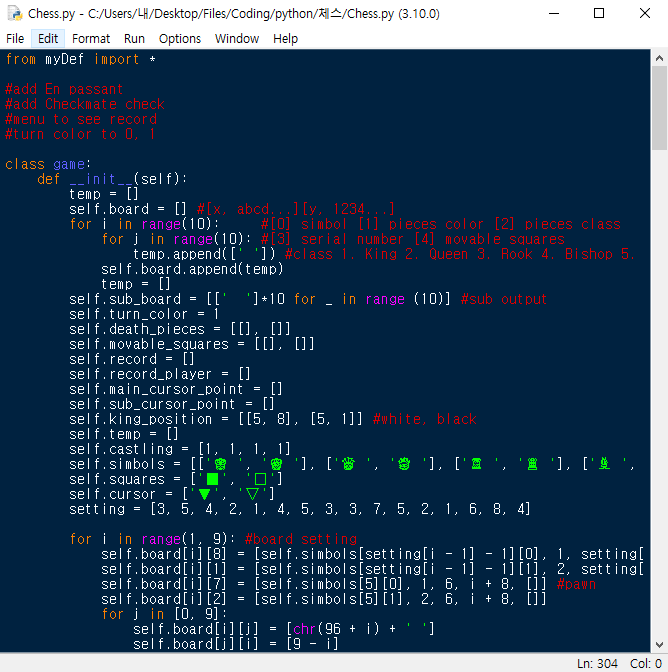 Chess.py - C:/Users/내/Desktop/Files/Coding/python/체스/Chess.py (3.10.0)
File Edit Format Run Options Window Help
from myDef import *
#add En passant
#add Checkmate check
#menu to see record
#turn color to 0, 1
class game:
    def __init__(self):
        temp = []
        self.board = [] #[x, abcd...][y, 1234...]
        for i in range(10):     #[0] simbol [1] pieces color [2] pieces class
            for j in range(10): #[3] serial number [4] movable squares
                temp.append([' ']) #class 1. King 2. Queen 3. Rook 4. Bishop 5.
            self.board.append(temp)
            temp = []
        self.sub_board = [['  ']*10 for _ in range (10)] #sub output
        self.turn_color = 1
        self.death_pieces = [[], []]
        self.movable_squares = [[], []]
        self.record = []
        self.record_player = []
        self.main_cursor_point = []
        self.sub_cursor_point = []
        self.king_position = [[5, 8], [5, 1]] #white, black
        self.temp = []
        self.castling = [1, 1, 1, 1]
        self.simbols = [['♚ ', '♔ '], ['♛ ', '♕ '], ['♜ ', '♖ '], ['♝ ',
        self.squares = ['■', '□']
        self.cursor = ['▼', '▽']
        setting = [3, 5, 4, 2, 1, 4, 5, 3, 3, 7, 5, 2, 1, 6, 8, 4]
        for i in range(1, 9): #board setting
            self.board[i][8] = [self.simbols[setting[i - 1] - 1][0], 1, setting[
            self.board[i][1] = [self.simbols[setting[i - 1] - 1][1], 2, setting[
            self.board[i][7] = [self.simbols[5][0], 1, 6, i + 8, []] #pawn
            self.board[i][2] = [self.simbols[5][1], 2, 6, i + 8, []]
            for j in [0, 9]:
                self.board[i][j] = [chr(96 + i) + ' ']
                self.board[j][i] = [9 - i]
Ln: 304 Col: 0